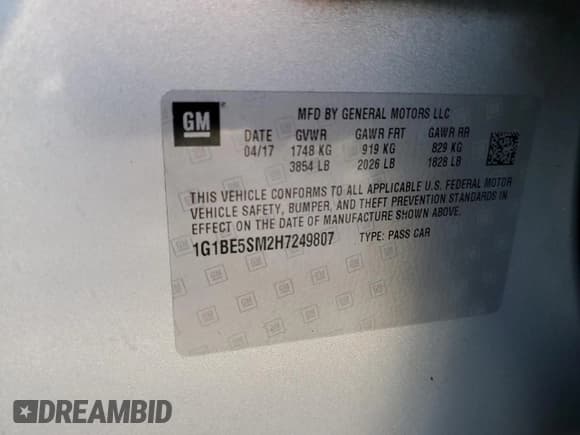 GM
MFD BY GENERAL MOTORS LLC
DATE GVWR GAWR FRT GAWR RR
04/17 1748 KG 919 KG 829 KG
3854 LB 2026 LB 1828 LB
THIS VEHICLE CONFORMS TO ALL APPLICABLE U.S. FEDERAL MOTOR
VEHICLE SAFETY, BUMPER, AND THEFT PREVENTION STANDARDS IN
EFFECT ON THE DATE OF MANUFACTURE SHOWN ABOVE.
1G1BE5SM2H7249807 TYPE: PASS CAR
DREAMBID